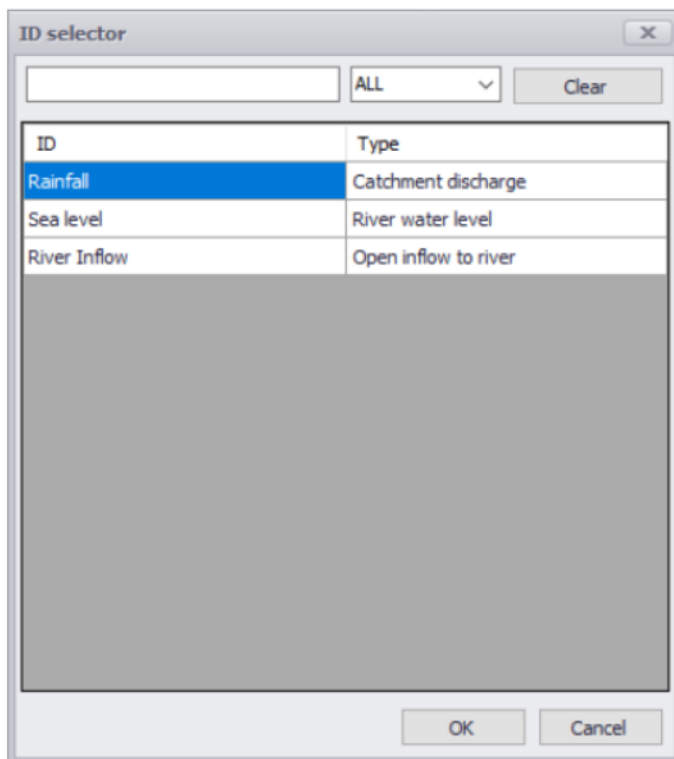 ID selector
ALL Clear
ID Type
Rainfall Catchment discharge
Sea level River water level
River Inflow Open inflow to river
OK Cancel